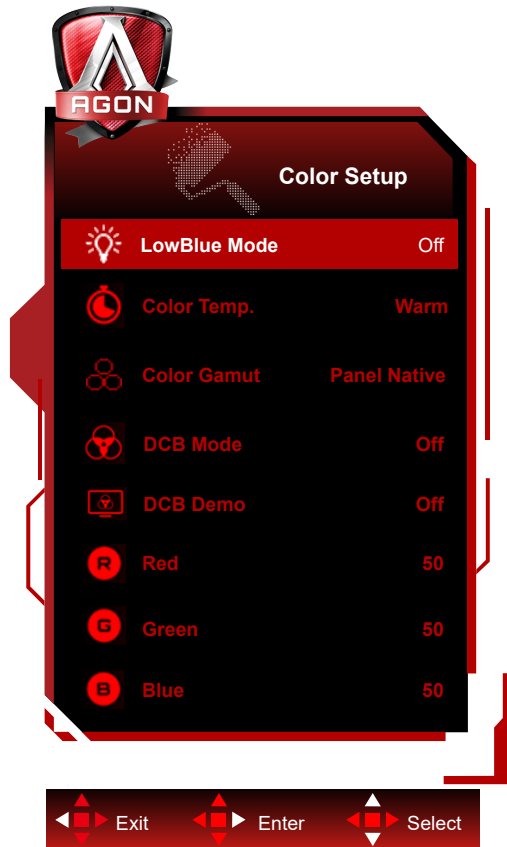 AGON
Color Setup
LowBlue Mode Off
Color Temp. Warm
Color Gamut Panel Native
DCB Mode Off
DCB Demo Off
R Red 50
G Green 50
B Blue 50
Exit Enter Select